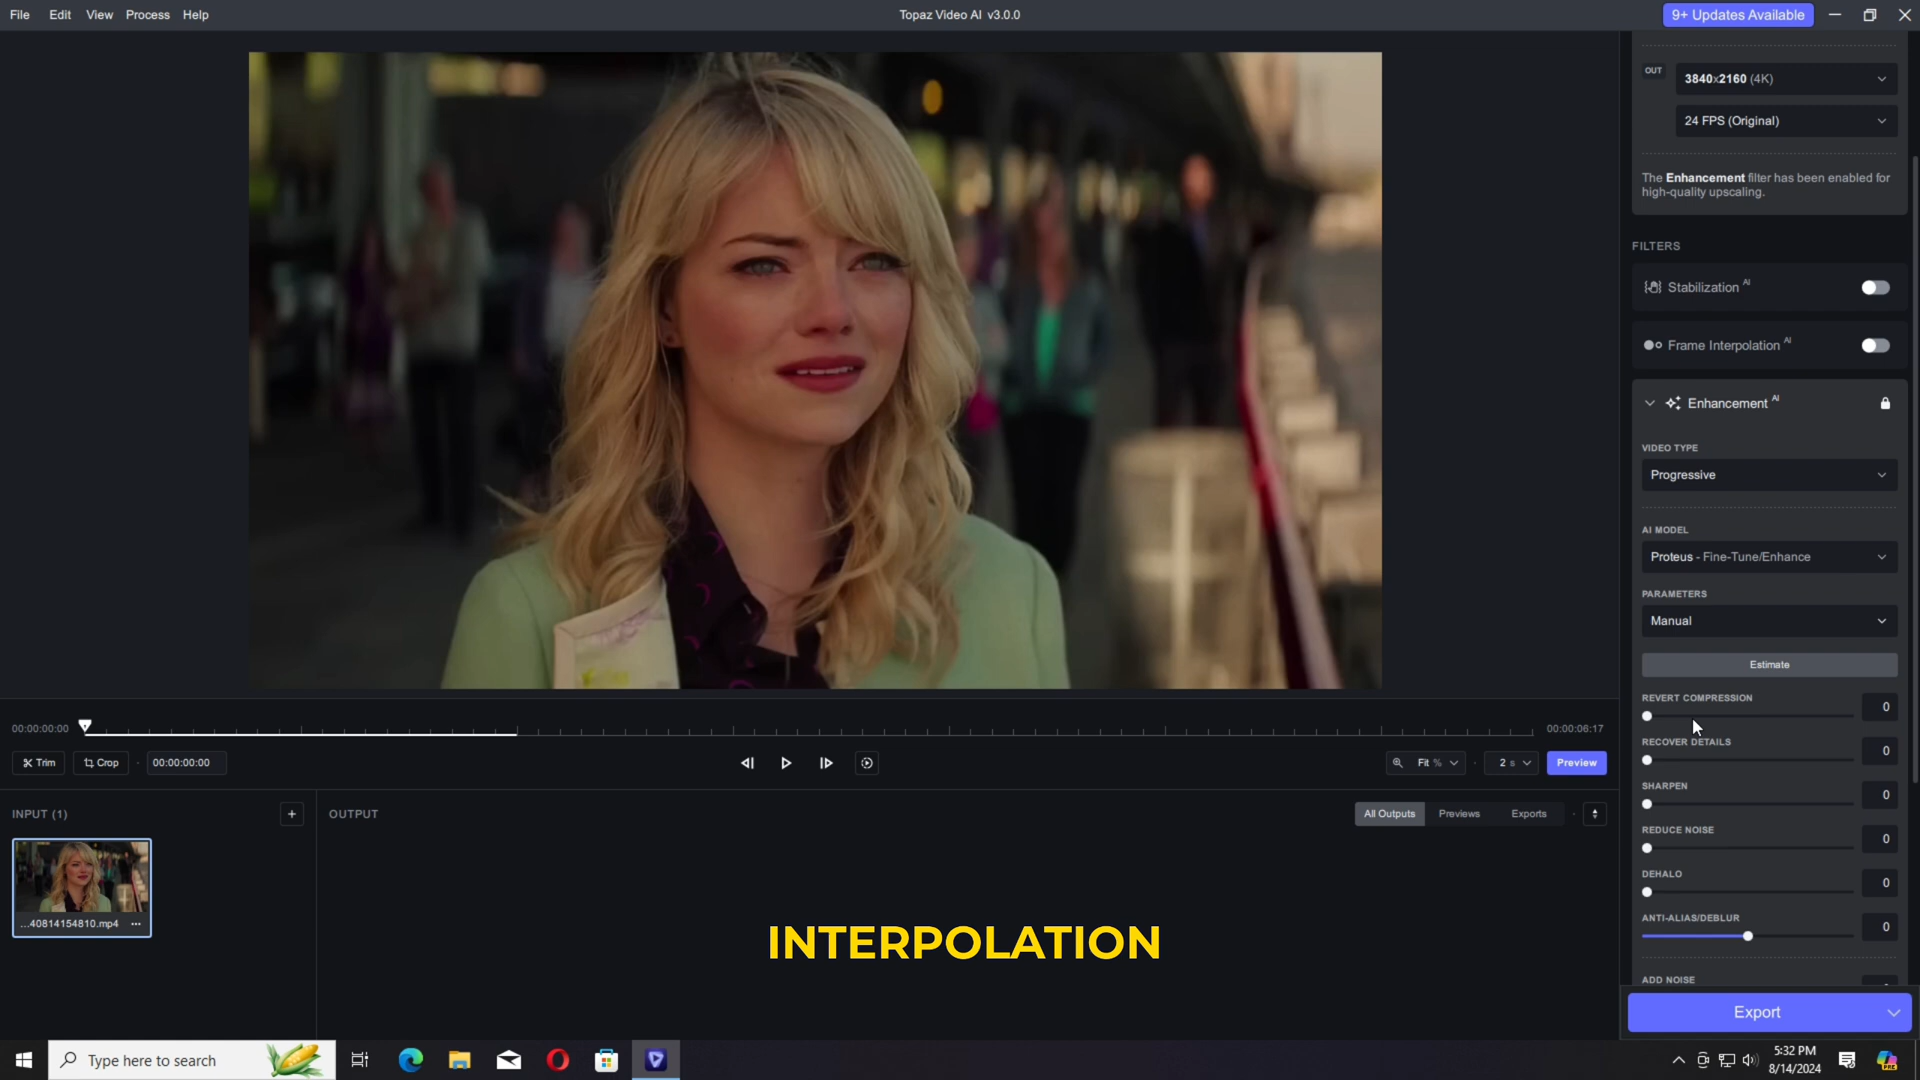 File Edit View Process Help
Topaz Video AI v3.0.0
9+ Updates Available
OUT
3840x2160 (4K)
24 FPS (Original)
The Enhancement filter has been enabled for
high-quality upscaling.
FILTERS
Stabilization AI
Frame Interpolation AI
Enhancement AI
VIDEO TYPE
Progressive
AI MODEL
Proteus - Fine-Tune/Enhance
PARAMETERS
Manual
Estimate
REVERT COMPRESSION 0
RECOVER DETAILS 0
SHARPEN 0
REDUCE NOISE 0
DEHALO 0
ANTI-ALIAS/DEBLUR 0
ADD NOISE
Export
00:00:00:00
00:00:06:17
Trim Crop 00:00:00:00
Fit % 2 s Preview
INPUT (1) +
OUTPUT
All Outputs Previews Exports
...40814154810.mp4 ...
INTERPOLATION
Type here to search
5:32 PM
8/14/2024